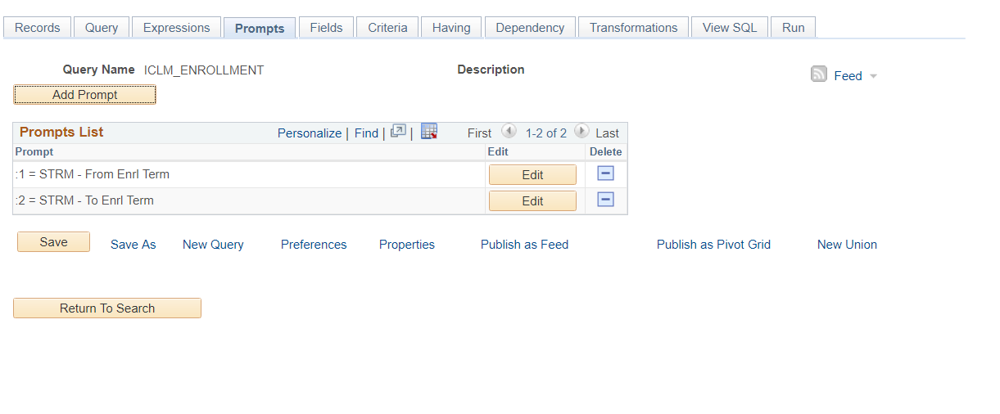 Records Query Expressions Prompts Fields Criteria Having Dependency Transformations View SQL Run
Query Name ICLM_ENROLLMENT Description
Feed
Add Prompt
Prompts List Personalize | Find | | First 1-2 of 2 Last
Prompt Edit Delete
:1 = STRM - From Enrl Term Edit
:2 = STRM - To Enrl Term Edit
Save Save As New Query Preferences Properties Publish as Feed Publish as Pivot Grid New Union
Return To Search